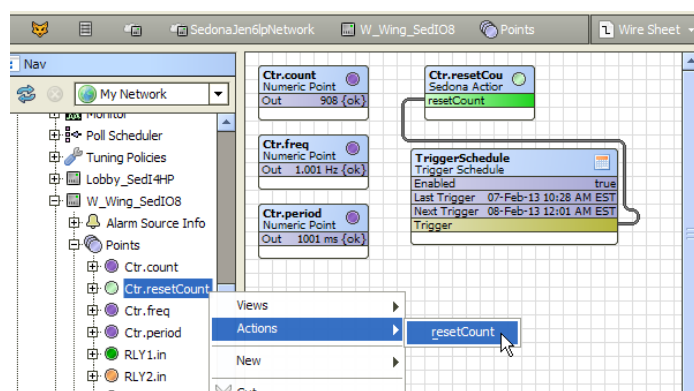 SedonaJen6lpNetwork W_Wing_SedIO8 Points Wire Sheet
Nav
My Network
Monitor
Poll Scheduler
Tuning Policies
Lobby_SedI4HP
W_Wing_SedIO8
Alarm Source Info
Points
Ctr.count
Ctr.resetCount
Ctr.freq
Ctr.period
RLY1.in
RLY2.in
Ctr.count
Numeric Point
Out 908 {ok}
Ctr.freq
Numeric Point
Out 1.001 Hz {ok}
Ctr.period
Numeric Point
Out 1001 ms {ok}
Ctr.resetCou
Sedona Action
resetCount
TriggerSchedule
Trigger Schedule
Enabled true
Last Trigger 07-Feb-13 10:28 AM EST
Next Trigger 08-Feb-13 12:01 AM EST
Trigger
Views
Actions
resetCount
New
Cut